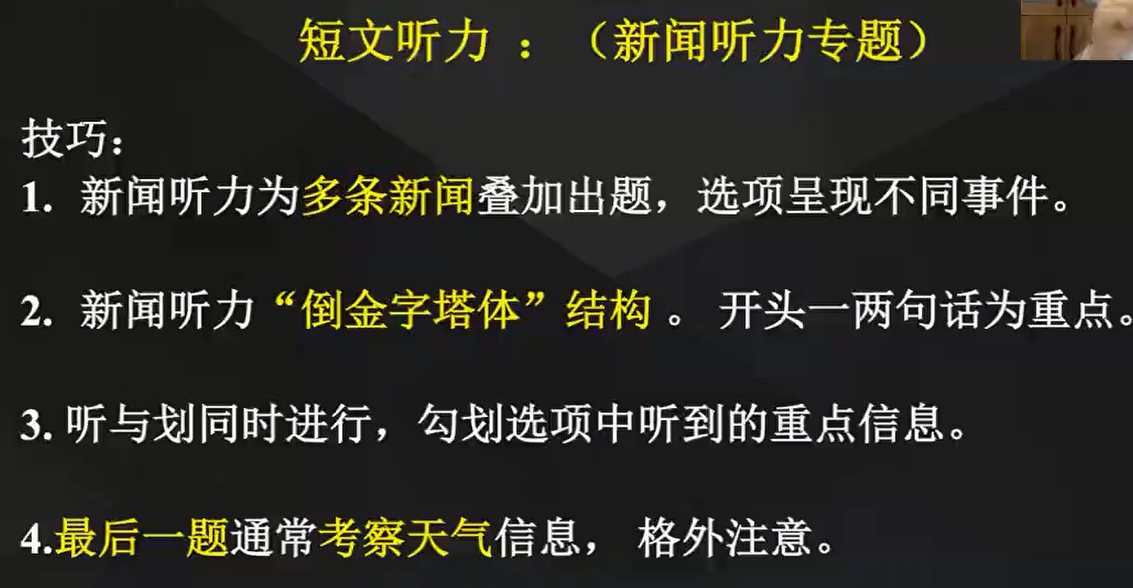 短文听力 ：（新闻听力专题）
技巧：
1. 新闻听力为多条新闻叠加出题，选项呈现不同事件。
2. 新闻听力“倒金字塔体”结构 。 开头一两句话为重点。
3. 听与划同时进行，勾划选项中听到的重点信息。
4.最后一题通常考察天气信息， 格外注意。